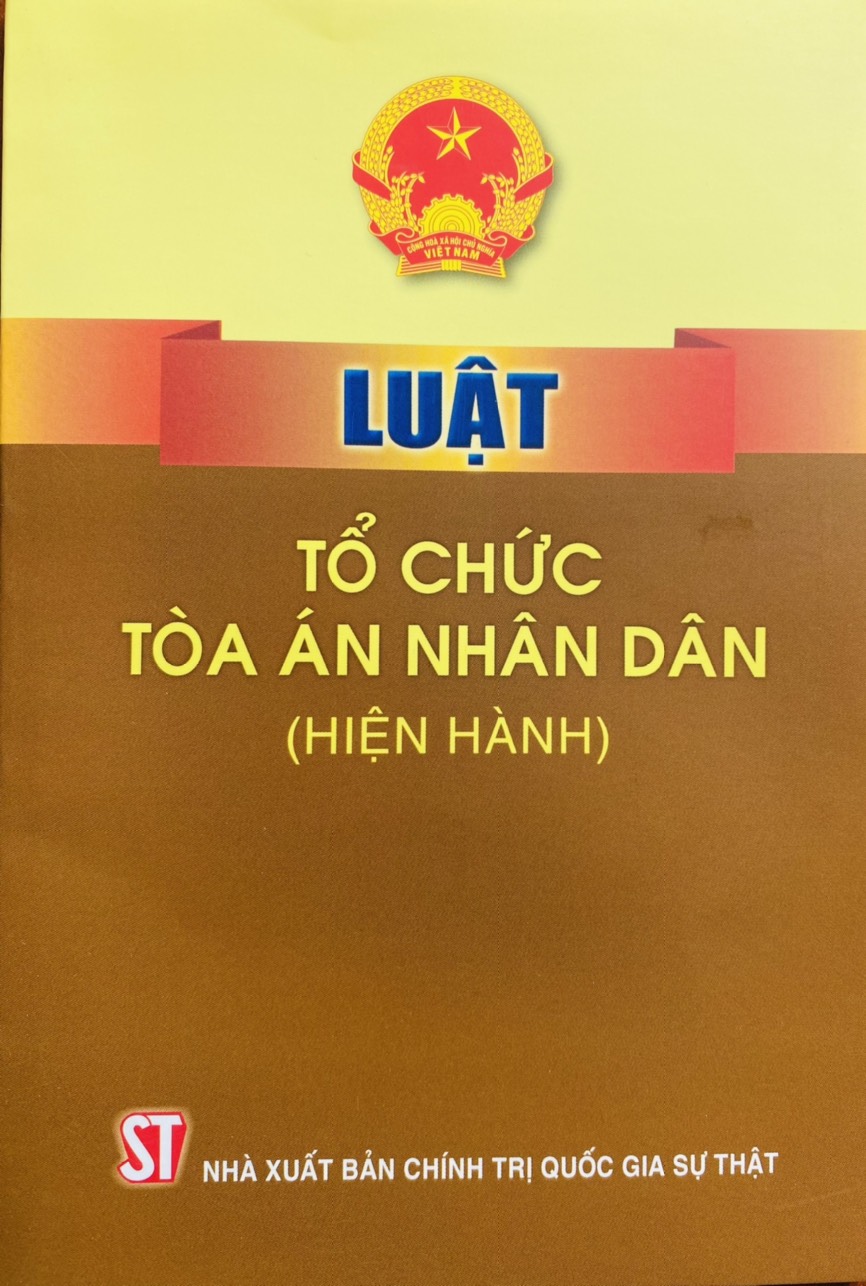 CỘNG HOÀ XÃ HỘI CHỦ NGHĨA
VIỆT NAM
LUẬT
TỔ CHỨC
TÒA ÁN NHÂN DÂN
(HIỆN HÀNH)
ST
NHÀ XUẤT BẢN CHÍNH TRỊ QUỐC GIA SỰ THẬT